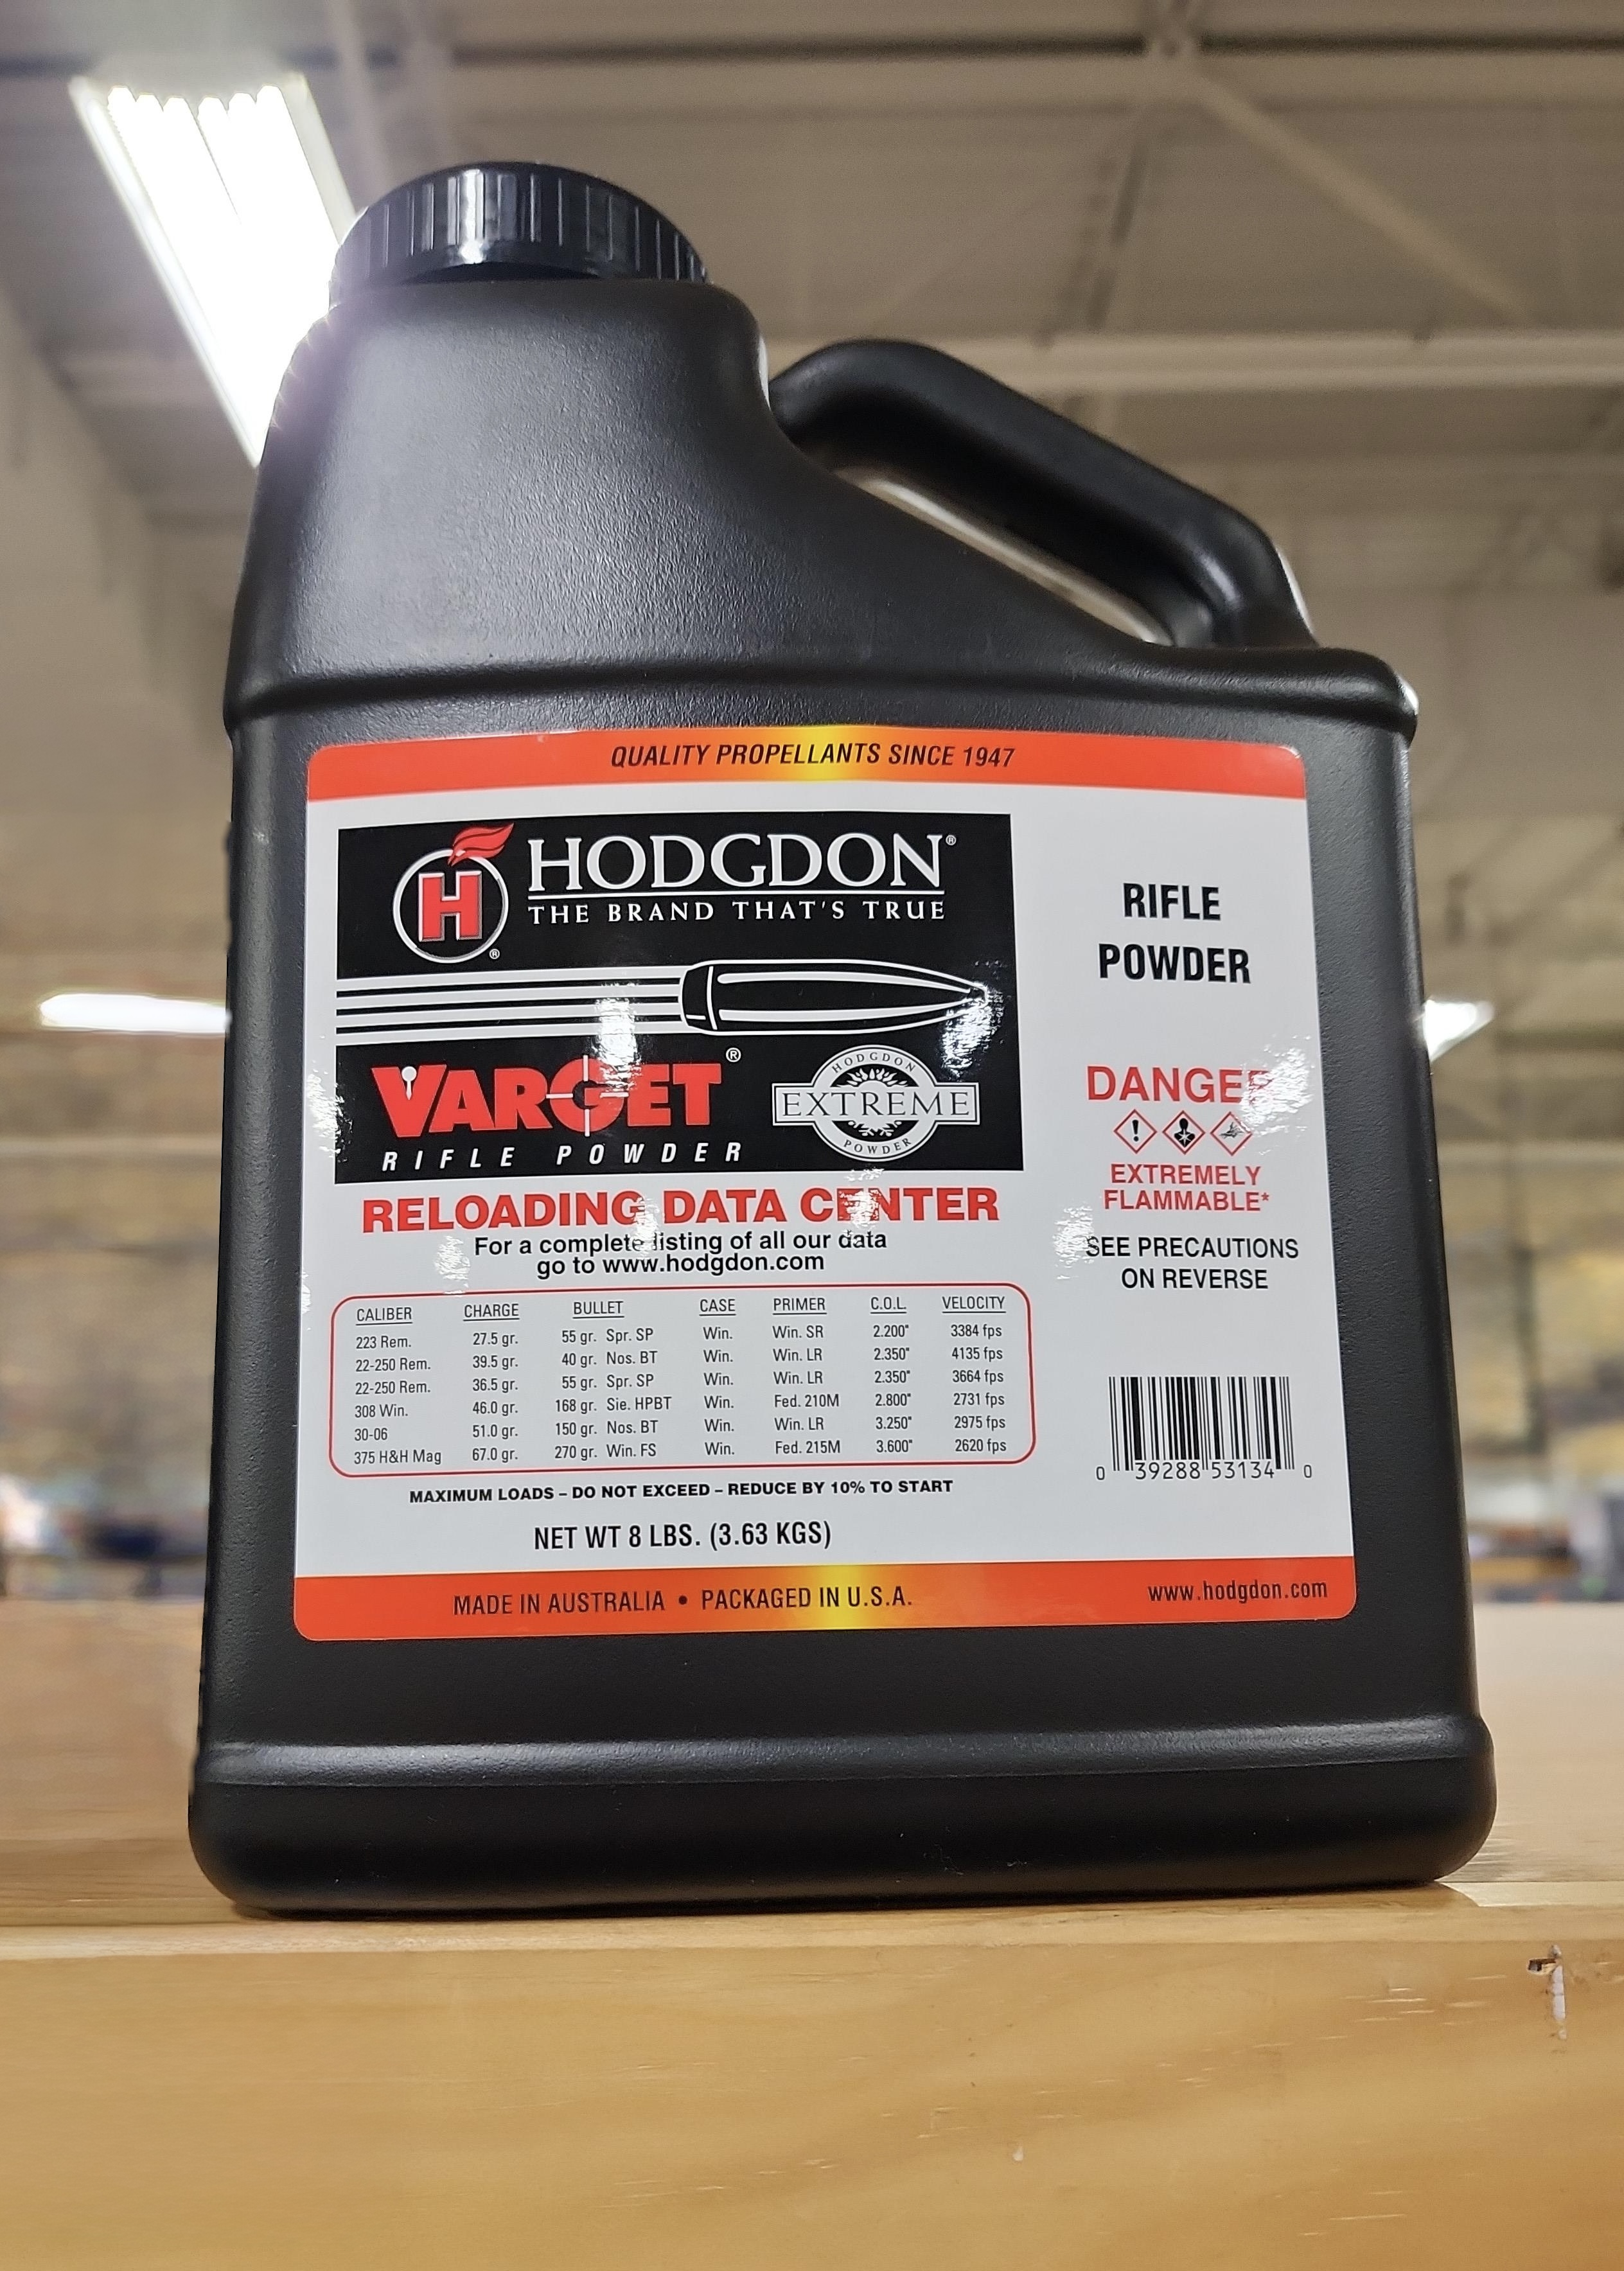 QUALITY PROPELLANTS SINCE 1947
H ®
HODGDON®
THE BRAND THAT'S TRUE
VARGET®
RIFLE POWDER
HODGDON
EXTREME
POWDER
RIFLE
POWDER
DANGER
EXTREMELY
FLAMMABLE*
SEE PRECAUTIONS
ON REVERSE
RELOADING DATA CENTER
For a complete listing of all our data
go to www.hodgdon.com
CALIBER CHARGE BULLET CASE PRIMER C.O.L. VELOCITY
223 Rem. 27.5 gr. 55 gr. Spr. SP Win. Win. SR 2.200" 3384 fps
22-250 Rem. 39.5 gr. 40 gr. Nos. BT Win. Win. LR 2.350" 4135 fps
22-250 Rem. 36.5 gr. 55 gr. Spr. SP Win. Win. LR 2.350" 3664 fps
308 Win. 46.0 gr. 168 gr. Sie. HPBT Win. Fed. 210M 2.800" 2731 fps
30-06 51.0 gr. 150 gr. Nos. BT Win. Win. LR 3.250" 2975 fps
375 H&H Mag 67.0 gr. 270 gr. Win. FS Win. Fed. 215M 3.600" 2620 fps
MAXIMUM LOADS – DO NOT EXCEED – REDUCE BY 10% TO START
NET WT 8 LBS. (3.63 KGS)
0 39288 53134 0
MADE IN AUSTRALIA • PACKAGED IN U.S.A.
www.hodgdon.com